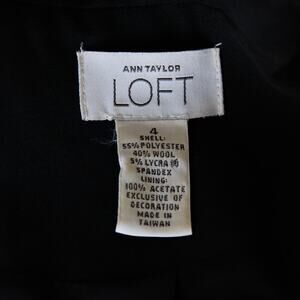 ANN TAYLOR
LOFT
4
SHELL:
55% POLYESTER
40% WOOL
5% LYCRA ®
SPANDEX
LINING:
100% ACETATE
EXCLUSIVE OF
DECORATION
MADE IN
TAIWAN